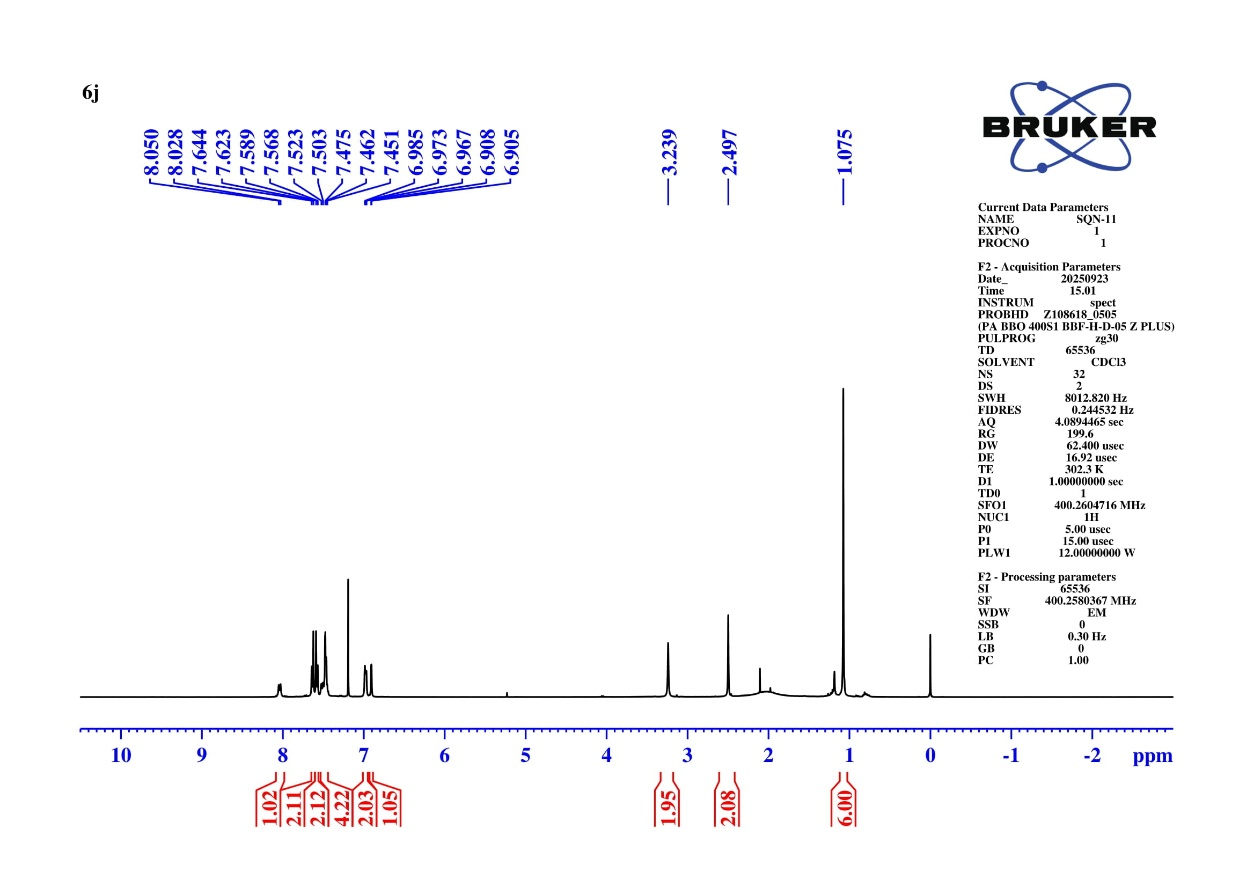 6j
BRUKER
8.050
8.028
7.644
7.623
7.589
7.568
7.523
7.503
7.475
7.462
7.451
6.985
6.973
6.967
6.908
6.905
3.239
2.497
1.075
Current Data Parameters
NAME SQN-11
EXPNO 1
PROCNO 1
F2 - Acquisition Parameters
Date_ 20250923
Time 15.01
INSTRUM spect
PROBHD Z108618_0505
(PA BBO 400S1 BBF-H-D-05 Z PLUS)
PULPROG zg30
TD 65536
SOLVENT CDCl3
NS 32
DS 2
SWH 8012.820 Hz
FIDRES 0.244532 Hz
AQ 4.0894465 sec
RG 199.6
DW 62.400 usec
DE 16.92 usec
TE 302.3 K
D1 1.00000000 sec
TD0 1
SFO1 400.2604716 MHz
NUC1 1H
P0 5.00 usec
P1 15.00 usec
PLW1 12.00000000 W
F2 - Processing parameters
SI 65536
SF 400.2580367 MHz
WDW EM
SSB 0
LB 0.30 Hz
GB 0
PC 1.00
10 9 8 7 6 5 4 3 2 1 0 -1 -2 ppm
1.02
2.11
2.12
4.22
2.03
1.05
1.95
2.08
6.00